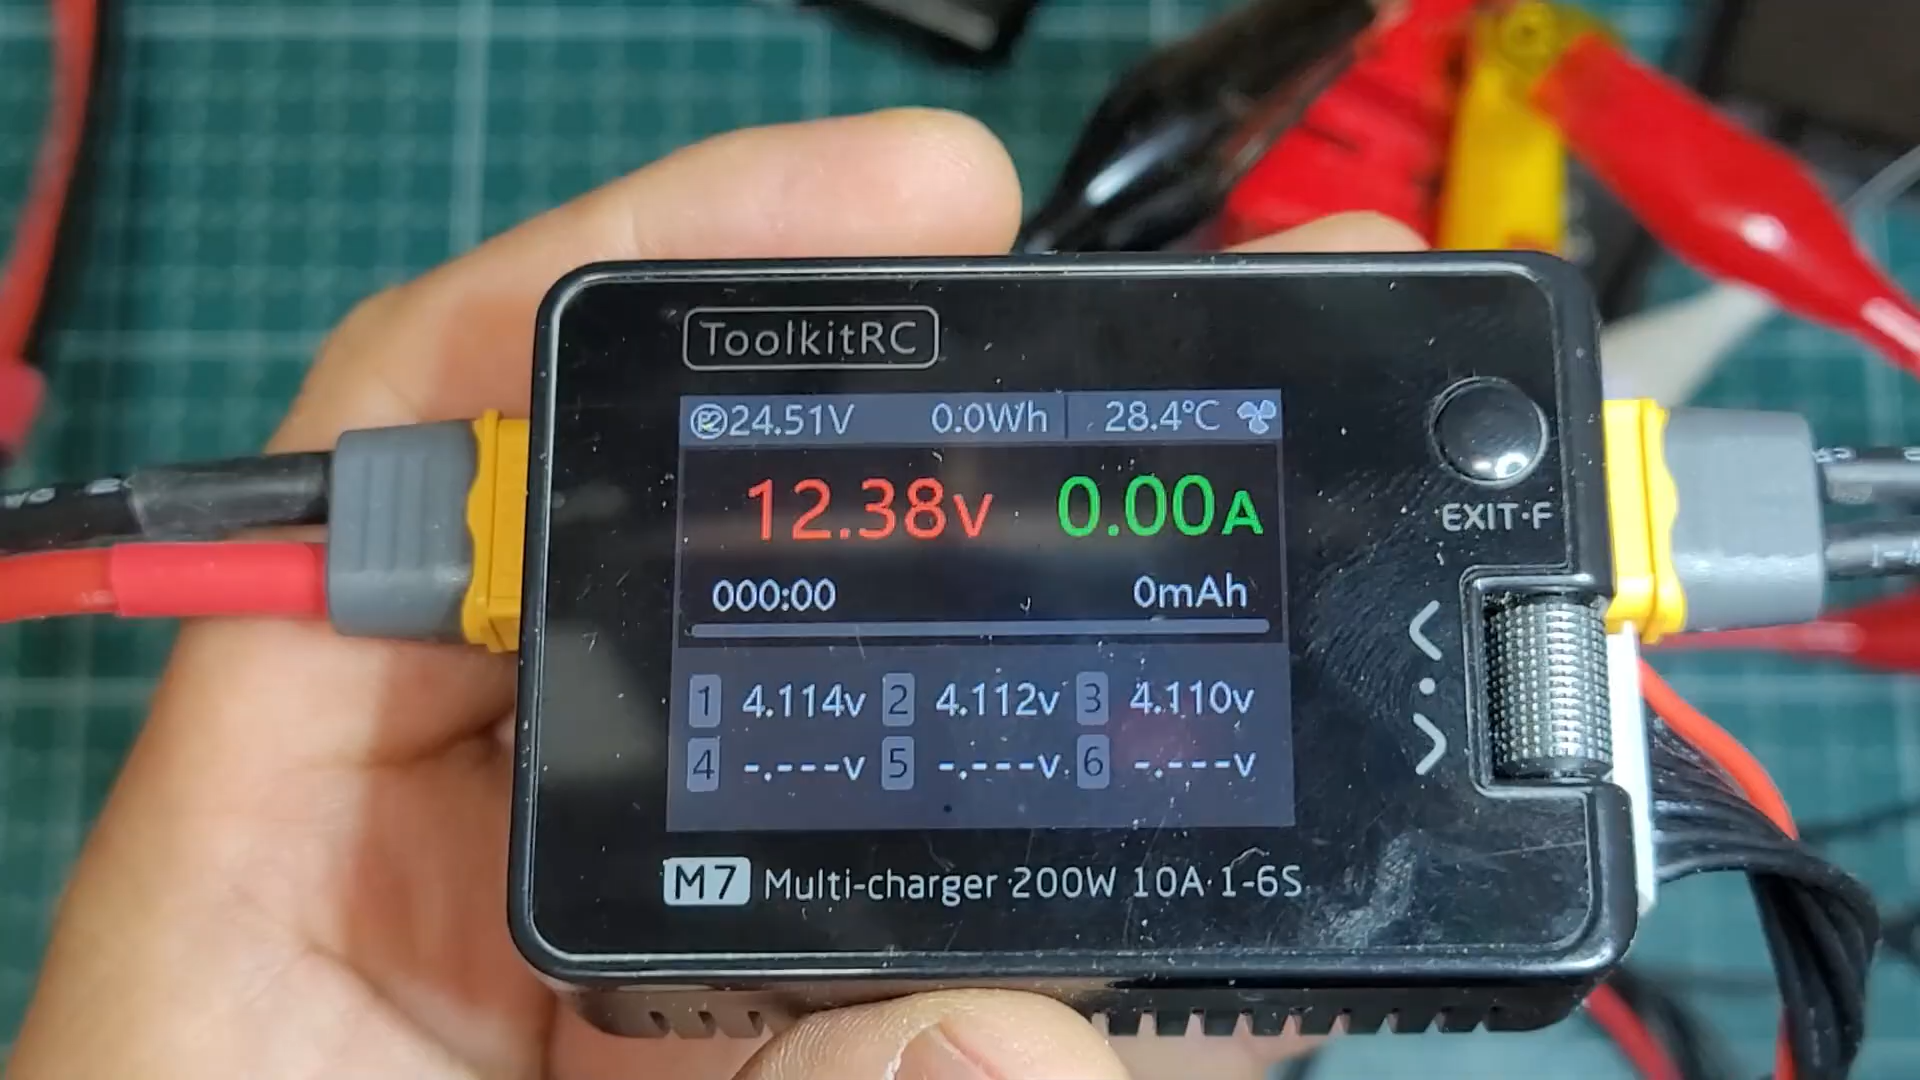 ToolkitRC
24.51V 0.0Wh 28.4°C
12.38V 0.00A
000:00 0mAh
1 4.114v 2 4.112v 3 4.110v
4 -.---v 5 -.---v 6 -.---v
EXIT·F
< · >
M7 Multi-charger 200W 10A 1-6S